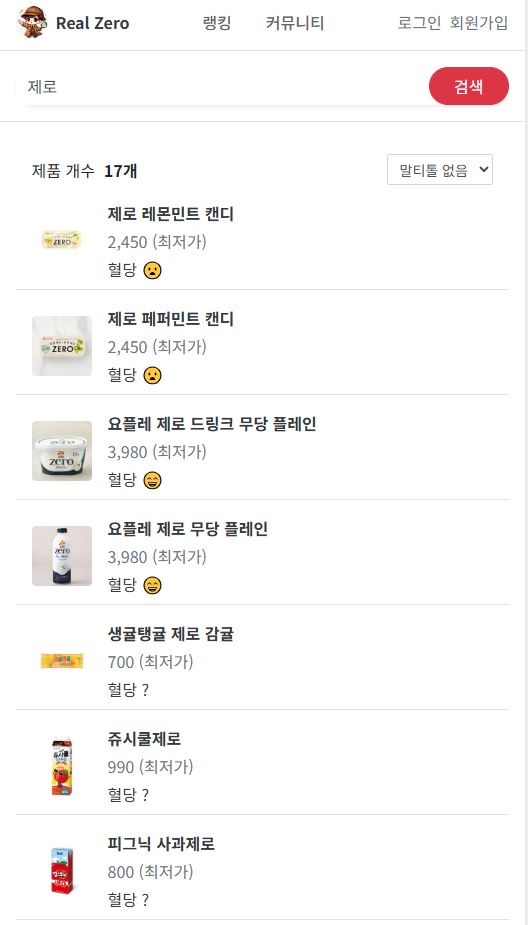 Real Zero 랭킹 커뮤니티 로그인 회원가입
제로 검색
제품 개수 17개 말티톨 없음
제로 레몬민트 캔디
ZERO
2,450 (최저가)
혈당
제로 페퍼민트 캔디
ZERO
2,450 (최저가)
혈당
요플레 제로 드링크 무당 플레인
zero
3,980 (최저가)
혈당
요플레 제로 무당 플레인
zero
3,980 (최저가)
혈당
생귤탱귤 제로 감귤
700 (최저가)
혈당 ?
쥬시쿨제로
990 (최저가)
혈당 ?
피그닉 사과제로
800 (최저가)
혈당 ?